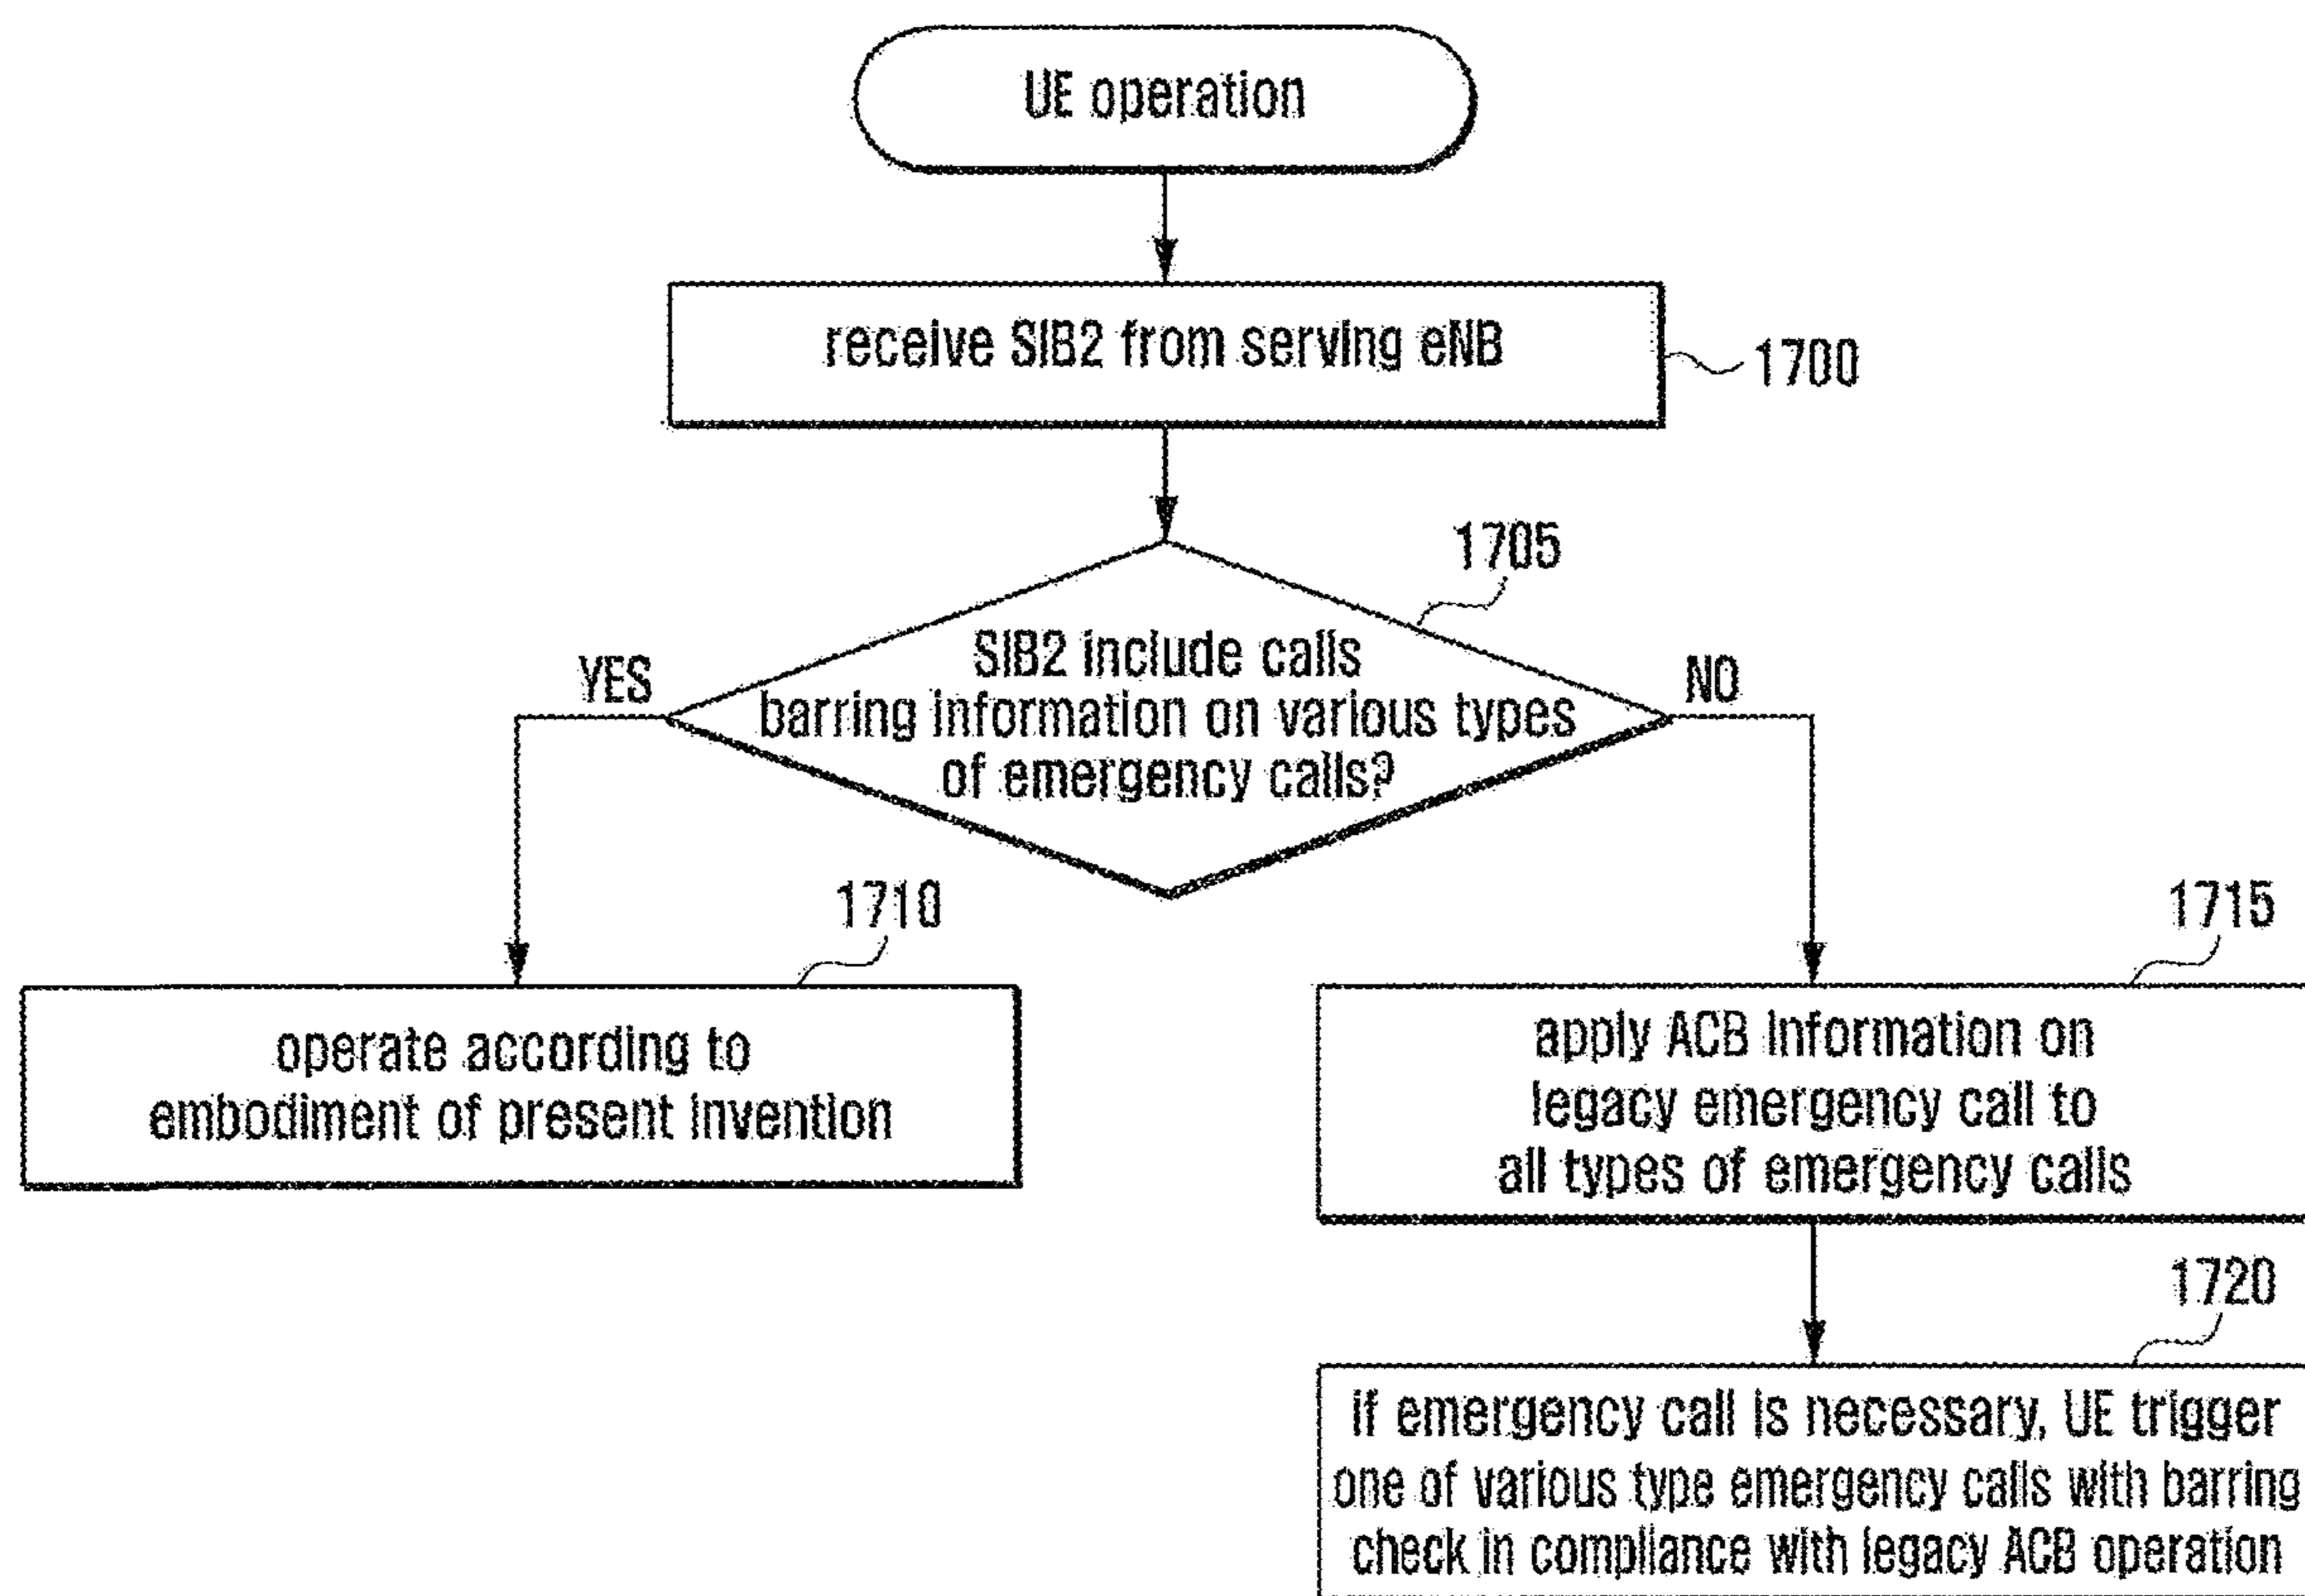 UE operation
receive SIB2 from serving eNB
1700
1705
SIB2 include calls
barring information on various types
of emergency calls?
YES
NO
1710
operate according to
embodiment of present invention
1715
apply ACB information on
legacy emergency call to
all types of emergency calls
1720
if emergency call is necessary, UE trigger
one of various type emergency calls with barring
check in compliance with legacy ACB operation